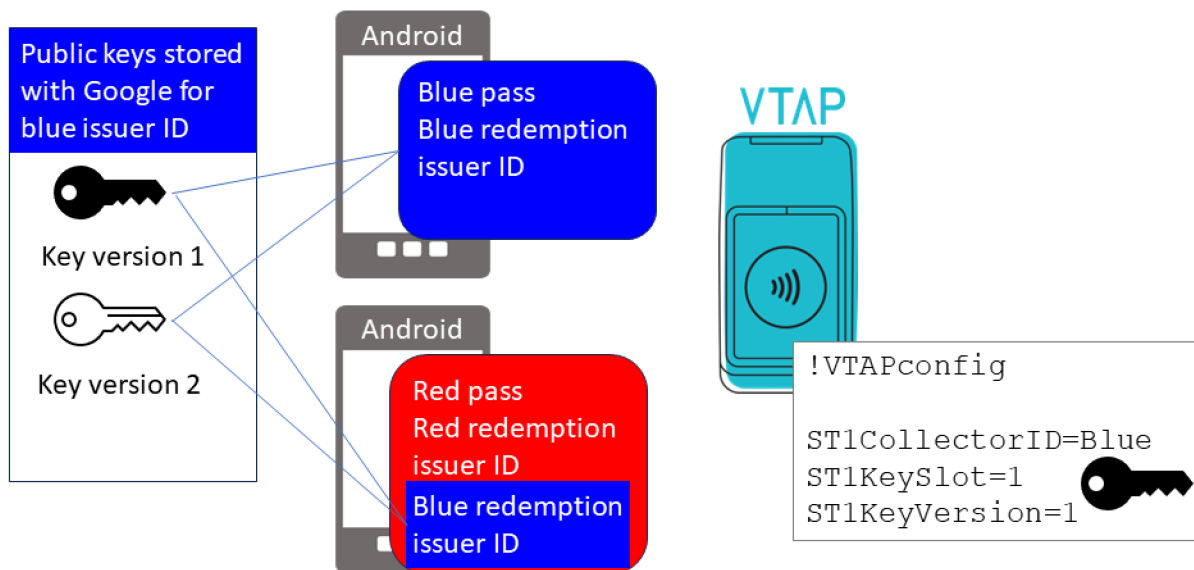 Public keys stored
with Google for
blue issuer ID
Key version 1
Key version 2
Android
Blue pass
Blue redemption
issuer ID
Android
Red pass
Red redemption
issuer ID
Blue redemption
issuer ID
VTAP
!VTAPconfig
ST1CollectorID=Blue
ST1KeySlot=1
ST1KeyVersion=1